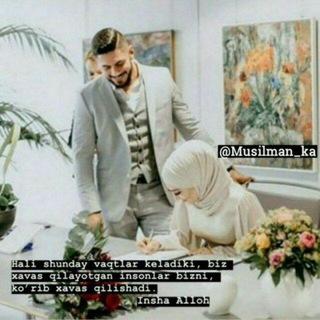 @Musilman_ka
Hali shunday vaqtlar keladiki, biz
xavas qilayotgan insonlar bizni,
ko'rib xavas qilishadi.
Insha Alloh